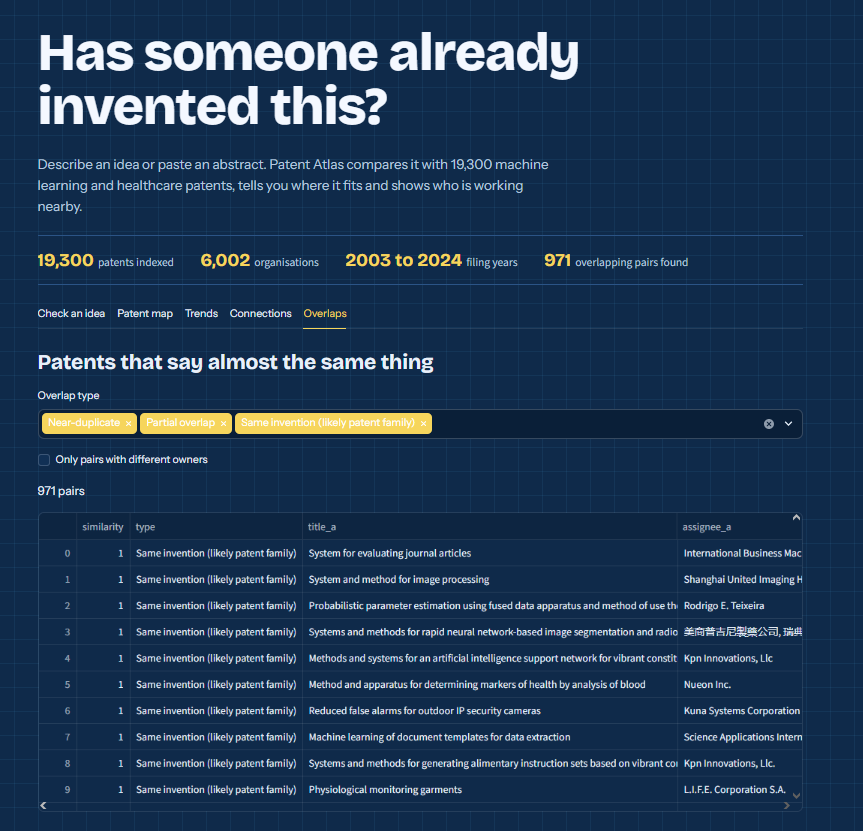 Has someone already
invented this?
Describe an idea or paste an abstract. Patent Atlas compares it with 19,300 machine
learning and healthcare patents, tells you where it fits and shows who is working
nearby.
19,300 patents indexed 6,002 organisations 2003 to 2024 filing years 971 overlapping pairs found
Check an idea Patent map Trends Connections Overlaps
Patents that say almost the same thing
Overlap type
Near-duplicate × Partial overlap × Same invention (likely patent family) ×
Only pairs with different owners
971 pairs
similarity type title_a assignee_a
0 1 Same invention (likely patent family) System for evaluating journal articles International Business Mac
1 1 Same invention (likely patent family) System and method for image processing Shanghai United Imaging H
2 1 Same invention (likely patent family) Probabilistic parameter estimation using fused data apparatus and method of use the Rodrigo E. Teixeira
3 1 Same invention (likely patent family) Systems and methods for rapid neural network-based image segmentation and radio 美商普吉尼製藥公司, 瑞典
4 1 Same invention (likely patent family) Methods and systems for an artificial intelligence support network for vibrant constit Kpn Innovations, Llc
5 1 Same invention (likely patent family) Method and apparatus for determining markers of health by analysis of blood Nueon Inc.
6 1 Same invention (likely patent family) Reduced false alarms for outdoor IP security cameras Kuna Systems Corporation
7 1 Same invention (likely patent family) Machine learning of document templates for data extraction Science Applications Intern
8 1 Same invention (likely patent family) Systems and methods for generating alimentary instruction sets based on vibrant co Kpn Innovations, Llc.
9 1 Same invention (likely patent family) Physiological monitoring garments L.I.F.E. Corporation S.A.